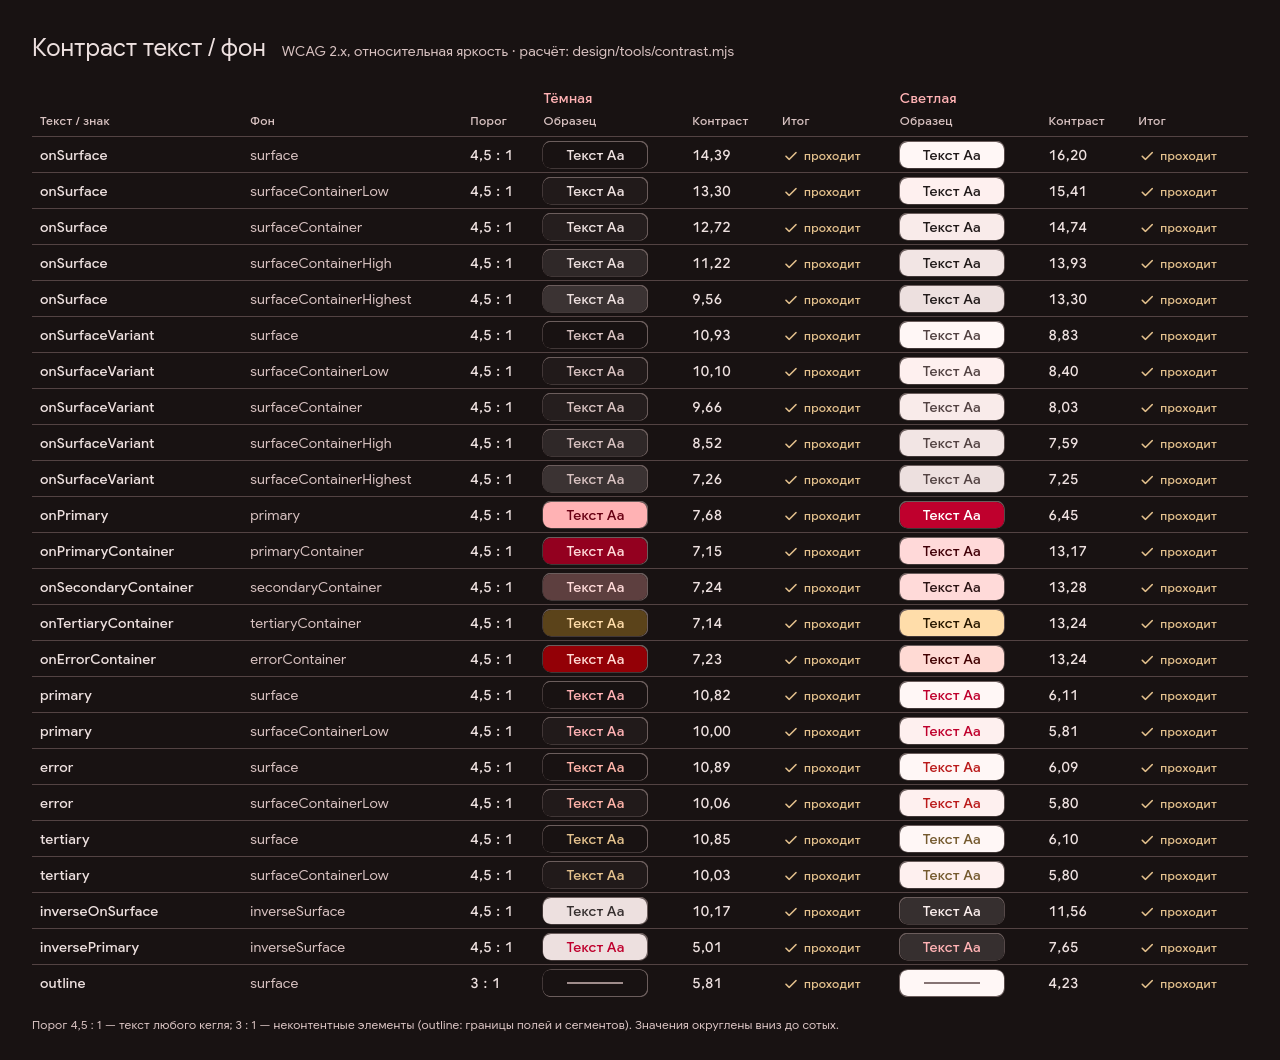 Контраст текст / фон WCAG 2.x, относительная яркость · расчёт: design/tools/contrast.mjs
Тёмная Светлая
Текст / знак Фон Порог Образец Контраст Итог Образец Контраст Итог
onSurface surface 4,5 : 1 Текст Aa 14,39 проходит Текст Aa 16,20 проходит
onSurface surfaceContainerLow 4,5 : 1 Текст Aa 13,30 проходит Текст Aa 15,41 проходит
onSurface surfaceContainer 4,5 : 1 Текст Aa 12,72 проходит Текст Aa 14,74 проходит
onSurface surfaceContainerHigh 4,5 : 1 Текст Aa 11,22 проходит Текст Aa 13,93 проходит
onSurface surfaceContainerHighest 4,5 : 1 Текст Aa 9,56 проходит Текст Aa 13,30 проходит
onSurfaceVariant surface 4,5 : 1 Текст Aa 10,93 проходит Текст Aa 8,83 проходит
onSurfaceVariant surfaceContainerLow 4,5 : 1 Текст Aa 10,10 проходит Текст Aa 8,40 проходит
onSurfaceVariant surfaceContainer 4,5 : 1 Текст Aa 9,66 проходит Текст Aa 8,03 проходит
onSurfaceVariant surfaceContainerHigh 4,5 : 1 Текст Aa 8,52 проходит Текст Aa 7,59 проходит
onSurfaceVariant surfaceContainerHighest 4,5 : 1 Текст Aa 7,26 проходит Текст Aa 7,25 проходит
onPrimary primary 4,5 : 1 Текст Aa 7,68 проходит Текст Aa 6,45 проходит
onPrimaryContainer primaryContainer 4,5 : 1 Текст Aa 7,15 проходит Текст Aa 13,17 проходит
onSecondaryContainer secondaryContainer 4,5 : 1 Текст Aa 7,24 проходит Текст Aa 13,28 проходит
onTertiaryContainer tertiaryContainer 4,5 : 1 Текст Aa 7,14 проходит Текст Aa 13,24 проходит
onErrorContainer errorContainer 4,5 : 1 Текст Aa 7,23 проходит Текст Aa 13,24 проходит
primary surface 4,5 : 1 Текст Aa 10,82 проходит Текст Aa 6,11 проходит
primary surfaceContainerLow 4,5 : 1 Текст Aa 10,00 проходит Текст Aa 5,81 проходит
error surface 4,5 : 1 Текст Aa 10,89 проходит Текст Aa 6,09 проходит
error surfaceContainerLow 4,5 : 1 Текст Aa 10,06 проходит Текст Aa 5,80 проходит
tertiary surface 4,5 : 1 Текст Aa 10,85 проходит Текст Aa 6,10 проходит
tertiary surfaceContainerLow 4,5 : 1 Текст Aa 10,03 проходит Текст Aa 5,80 проходит
inverseOnSurface inverseSurface 4,5 : 1 Текст Aa 10,17 проходит Текст Aa 11,56 проходит
inversePrimary inverseSurface 4,5 : 1 Текст Aa 5,01 проходит Текст Aa 7,65 проходит
outline surface 3 : 1 5,81 проходит 4,23 проходит
Порог 4,5 : 1 — текст любого кегля; 3 : 1 — неконтентные элементы (outline: границы полей и сегментов). Значения округлены вниз до сотых.